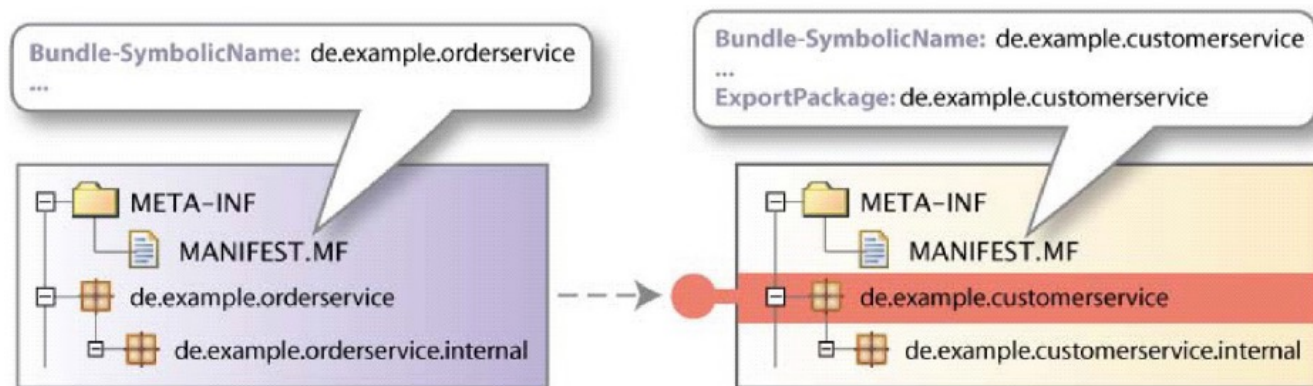 Bundle-SymbolicName: de.example.orderservice
...
META-INF
MANIFEST.MF
de.example.orderservice
de.example.orderservice.internal
Bundle-SymbolicName: de.example.customerservice
...
ExportPackage: de.example.customerservice
META-INF
MANIFEST.MF
de.example.customerservice
de.example.customerservice.internal